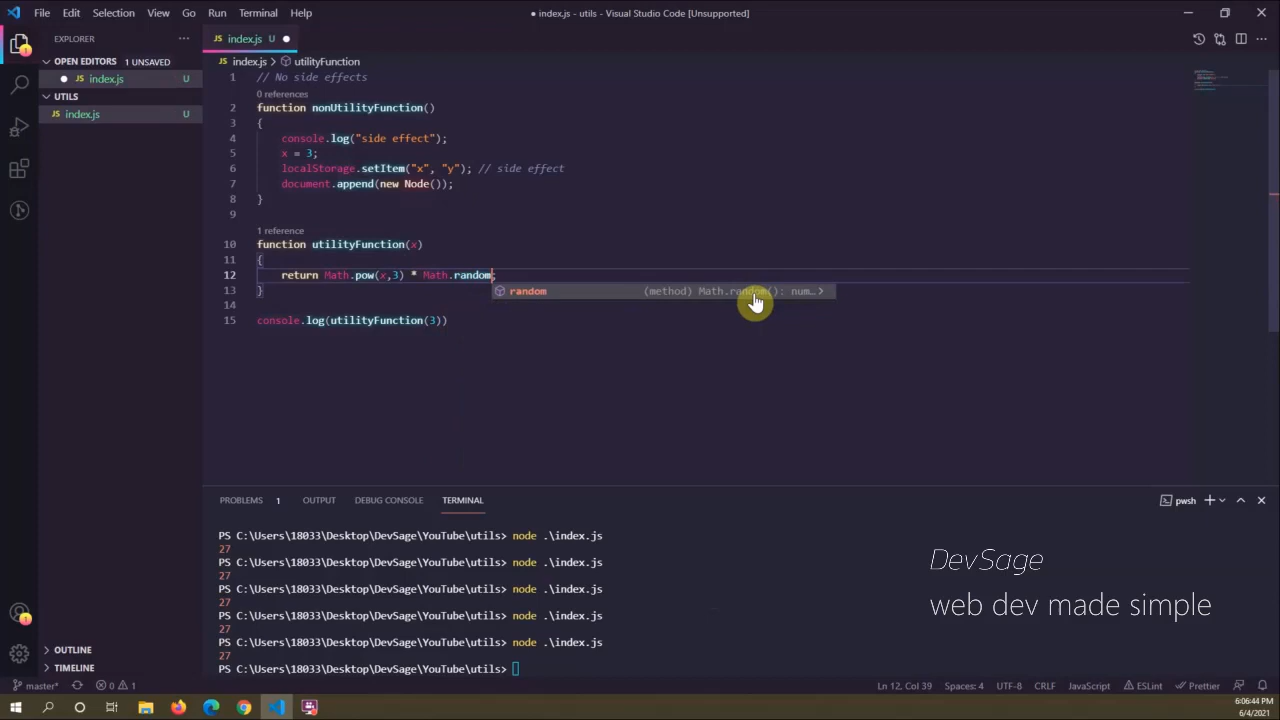 File Edit Selection View Go Run Terminal Help
● index.js - utils - Visual Studio Code [Unsupported]
EXPLORER ...
JS index.js U ●
OPEN EDITORS 1 UNSAVED
● JS index.js U
UTILS
JS index.js U
JS index.js > utilityFunction
1 // No side effects
0 references
2 function nonUtilityFunction()
3 {
4 console.log("side effect");
5 x = 3;
6 localStorage.setItem("x", "y"); // side effect
7 document.append(new Node());
8 }
9
1 reference
10 function utilityFunction(x)
11 {
12 return Math.pow(x,3) * Math.random;
random (method) Math.random(): num… >
13 }
14
15 console.log(utilityFunction(3))
PROBLEMS 1 OUTPUT DEBUG CONSOLE TERMINAL
pwsh
PS C:\Users\18033\Desktop\DevSage\YouTube\utils> node .\index.js
27
PS C:\Users\18033\Desktop\DevSage\YouTube\utils> node .\index.js
27
PS C:\Users\18033\Desktop\DevSage\YouTube\utils> node .\index.js
27
PS C:\Users\18033\Desktop\DevSage\YouTube\utils> node .\index.js
27
PS C:\Users\18033\Desktop\DevSage\YouTube\utils> node .\index.js
27
PS C:\Users\18033\Desktop\DevSage\YouTube\utils>
DevSage
web dev made simple
OUTLINE
TIMELINE
master* 0 1
Ln 12, Col 39 Spaces: 4 UTF-8 CRLF JavaScript ESLint Prettier
6:06:44 PM
6/4/2021